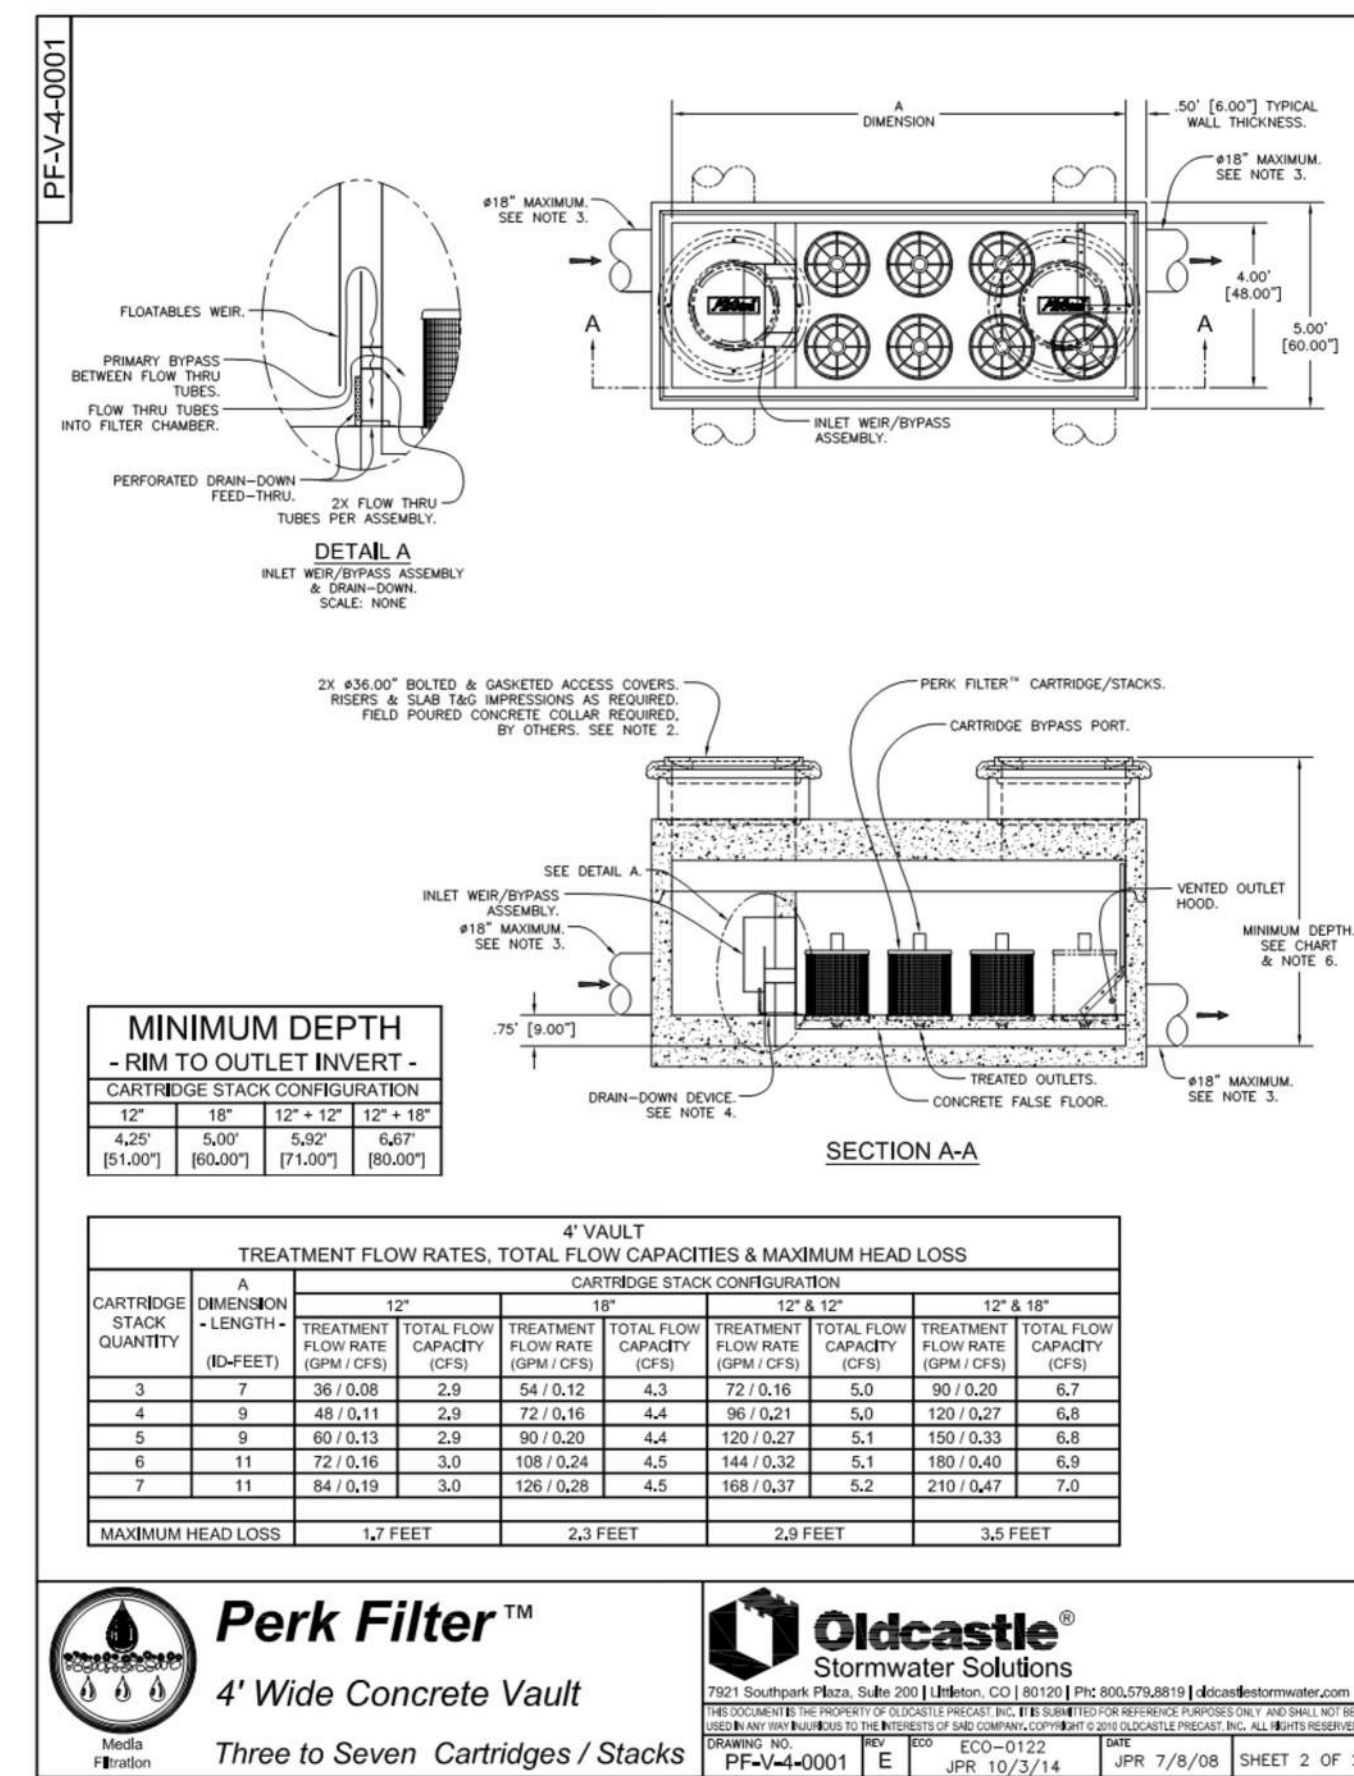 PF-V-4-0001
A
DIMENSION
.50' [6.00"] TYPICAL
WALL THICKNESS.
ø18" MAXIMUM.
SEE NOTE 3.
ø18" MAXIMUM.
SEE NOTE 3.
4.00'
[48.00"]
5.00'
[60.00"]
A
A
INLET WEIR/BYPASS
ASSEMBLY.
FLOATABLES WEIR.
PRIMARY BYPASS
BETWEEN FLOW THRU
TUBES.
FLOW THRU TUBES
INTO FILTER CHAMBER.
PERFORATED DRAIN-DOWN
FEED-THRU.
2X FLOW THRU
TUBES PER ASSEMBLY.
DETAIL A
INLET WEIR/BYPASS ASSEMBLY
& DRAIN-DOWN.
SCALE: NONE
2X ø36.00" BOLTED & GASKETED ACCESS COVERS.
RISERS & SLAB T&G IMPRESSIONS AS REQUIRED.
FIELD POURED CONCRETE COLLAR REQUIRED,
BY OTHERS. SEE NOTE 2.
PERK FILTER™ CARTRIDGE/STACKS.
CARTRIDGE BYPASS PORT.
SEE DETAIL A.
INLET WEIR/BYPASS
ASSEMBLY.
ø18" MAXIMUM.
SEE NOTE 3.
VENTED OUTLET
HOOD.
MINIMUM DEPTH.
SEE CHART
& NOTE 6.
.75' [9.00"]
DRAIN-DOWN DEVICE.
SEE NOTE 4.
TREATED OUTLETS.
CONCRETE FALSE FLOOR.
ø18" MAXIMUM.
SEE NOTE 3.
SECTION A-A
MINIMUM DEPTH
- RIM TO OUTLET INVERT -
CARTRIDGE STACK CONFIGURATION
12" 18" 12" + 12" 12" + 18"
4.25' 5.00' 5.92' 6.67'
[51.00"] [60.00"] [71.00"] [80.00"]
4' VAULT
TREATMENT FLOW RATES, TOTAL FLOW CAPACITIES & MAXIMUM HEAD LOSS
CARTRIDGE STACK QUANTITY A DIMENSION - LENGTH - (ID-FEET) CARTRIDGE STACK CONFIGURATION
12" 18" 12" & 12" 12" & 18"
TREATMENT TOTAL FLOW TREATMENT TOTAL FLOW TREATMENT TOTAL FLOW TREATMENT TOTAL FLOW
FLOW RATE CAPACITY FLOW RATE CAPACITY FLOW RATE CAPACITY FLOW RATE CAPACITY
(GPM / CFS) (CFS) (GPM / CFS) (CFS) (GPM / CFS) (CFS) (GPM / CFS) (CFS)
3 7 36 / 0.08 2.9 54 / 0.12 4.3 72 / 0.16 5.0 90 / 0.20 6.7
4 9 48 / 0.11 2.9 72 / 0.16 4.4 96 / 0.21 5.0 120 / 0.27 6.8
5 9 60 / 0.13 2.9 90 / 0.20 4.4 120 / 0.27 5.1 150 / 0.33 6.8
6 11 72 / 0.16 3.0 108 / 0.24 4.5 144 / 0.32 5.1 180 / 0.40 6.9
7 11 84 / 0.19 3.0 126 / 0.28 4.5 168 / 0.37 5.2 210 / 0.47 7.0
MAXIMUM HEAD LOSS 1.7 FEET 2.3 FEET 2.9 FEET 3.5 FEET
Media
Filtration
Perk Filter™
4' Wide Concrete Vault
Three to Seven Cartridges / Stacks
Oldcastle®
Stormwater Solutions
7921 Southpark Plaza, Suite 200 | Littleton, CO | 80120 | Ph: 800.579.8819 | oldcastlestormwater.com
THIS DOCUMENT IS THE PROPERTY OF OLDCASTLE PRECAST, INC. IT IS SUBMITTED FOR REFERENCE PURPOSES ONLY AND SHALL NOT BE
USED IN ANY WAY INJURIOUS TO THE INTERESTS OF SAID COMPANY. COPYRIGHT © 2010 OLDCASTLE PRECAST, INC. ALL RIGHTS RESERVED
DRAWING NO. REV ECO DATE
PF-V-4-0001 E ECO-0122 JPR 7/8/08 SHEET 2 OF
JPR 10/3/14